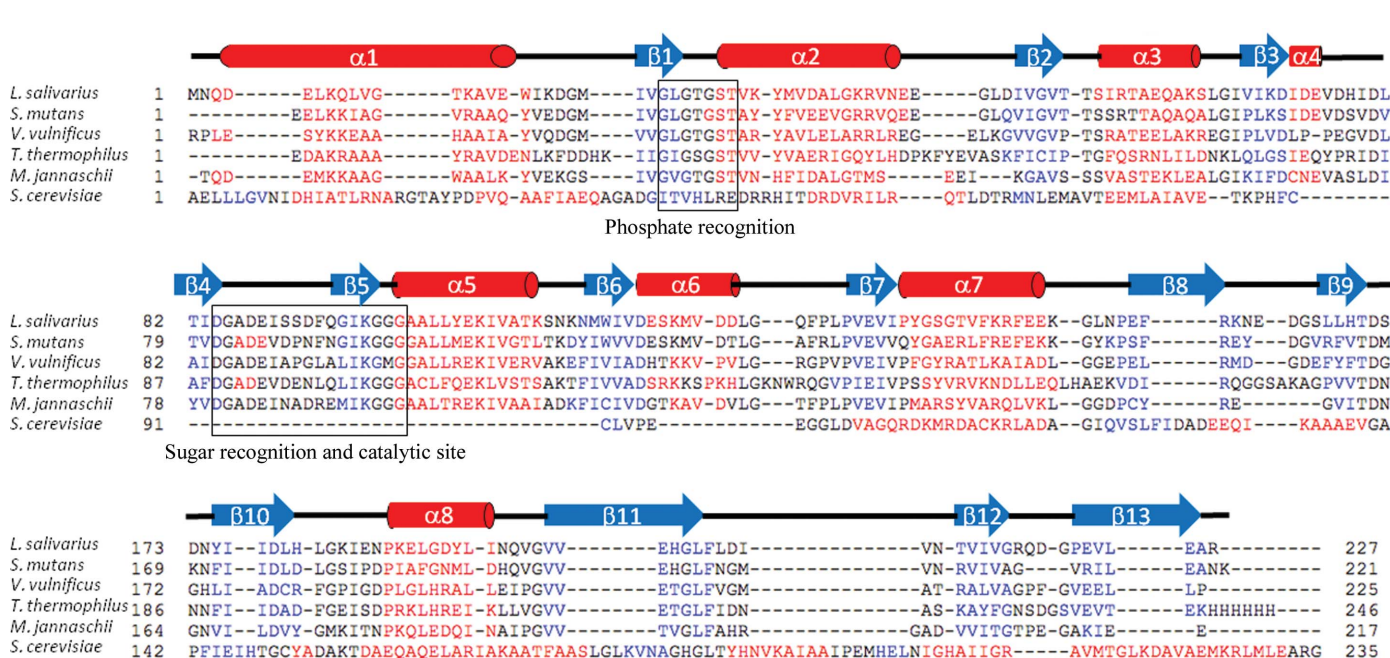 α1 β1 α2 β2 α3 β3 α4
L. salivarius 1 MNQD------ELKQLVG------TKAVE-WIKDGM----IVGLGTGSTVK-YMVDALGKRVNEE----GLDIVGVT-TSIRTAEQAKSLGIVIKDIDEVDHIDL
S. mutans 1 ----------EELKKIAG-----VRAAQ-YVEDGM----IVGLGTGSTAY-YFVEEVGRRVQEE----GLQVIGVT-TSSRTTAQAQALGIPLKSIDEVDSVDV
V. vulnificus 1 RPLE------SYKKEAA------HAAIA-YVQDGM----VVGLGTGSTAR-YAVLELARRLREG----ELKGVVGVP-TSRATEELAKREGIPLVDLP-PEGVDL
T. thermophilus 1 ---------EDAKRAAA------YRAVDENLKFDDHK--IIGIGSGSTVV-YVAERIGQYLHDPKFYEVASKFICIP-TGFQSRNLILDNKLQLGSIEQYPRIDI
M. jannaschii 1 -TQD------EMKKAAG------WAALK-YVEKGS----IVGVGTGSTVN-HFIDALGTMS-------EEI--KGAVS-SSVASTEKLEALGIKIFDCNEVASLDI
S. cerevisiae 1 AELLLGVNIDHIATLRNARGTAYPDPVQ-AAFIAEQAGADGITVHLREDRRHITDRDVRILR----QTLDTRMNLEMAVTEEMLAIAVE--TKPHFC-------
Phosphate recognition
β4 β5 α5 β6 α6 β7 α7 β8 β9
L. salivarius 82 TIDGADEISSDFQGIKGGGAALLYEKIVATKSNKNMWIVDESKMV-DDLG---QFPLPVEVIPYGSGTVFKRFEEK--GLNPEF------RKNE--DGSLLHTDS
S. mutans 79 TVDGADEVDPNFNGIKGGGAALLMEKIVGTLTKDYIWVVDESKMV-DTLG---AFRLPVEVVQYGAERLFREFEKK--GYKPSF------REY--DGVRFVTDM
V. vulnificus 82 AIDGADEIAPGLALIKGMGAALLREKIVERVAKEFIVIADHTKKV-PVLG---RGPVPVEIVPFGYRATLKAIADL--GGEPEL------RMD--GDEFYFTDG
T. thermophilus 87 AFDGADEVDENLQLIKGGGACLFQEKLVSTSAKTFIVVADSRKKSPKHLGKNWRQGVPIEIVPSSYVRVKNDLLEQLHAEKVDI------RQGGSAKAGPVVTDN
M. jannaschii 78 YVDGADEINADREMIKGGGAALTREKIVAAIADKFICIVDGTKAV-DVLG---TFPLPVEVIPMARSYVARQLVKL--GGDPCY------RE------GVITDN
S. cerevisiae 91 ---------------------------------CLVPE-----------EGGLDVAGQRDKMRDACKRLADA--GIQVSLFIDADEEQI----KAAAEVGA
Sugar recognition and catalytic site
β10 α8 β11 β12 β13
L. salivarius 173 DNYI--IDLH-LGKIENPKELGDYL-INQVGVV--------EHGLFLDI--------------VN-TVIVGRQD-GPEVL------EAR--------- 227
S. mutans 169 KNFI--IDLD-LGSIPDPIAFGNML-DHQVGVV--------EHGLFNGM--------------VN-RVIVAG-----VRIL-----EANK-------- 221
V. vulnificus 172 GHLI--ADCR-FGPIGDPLGLHRAL-LEIPGVV--------ETGLFVGM--------------AT-RALVAGPF-GVEEL------LP---------- 225
T. thermophilus 186 NNFI--IDAD-FGEISDPRKLHREI-KLLVGVV--------ETGLFIDN--------------AS-KAYFGNSDGSVEVT------EKHHHHHH---- 246
M. jannaschii 164 GNVI--LDVY-GMKITNPKQLEDQI-NAIPGVV--------TVGLFAHR-------------GAD-VVITGTPE-GAKIE------E----------- 217
S. cerevisiae 142 PFIEIHTGCYADAKTDAEQAQELARIAKAATFAASLGLKVNAGHGLTYHNVKAIAAIPEMHELNIGHAIIGR-----AVMTGLKDAVAEMKRLMLEARG 235